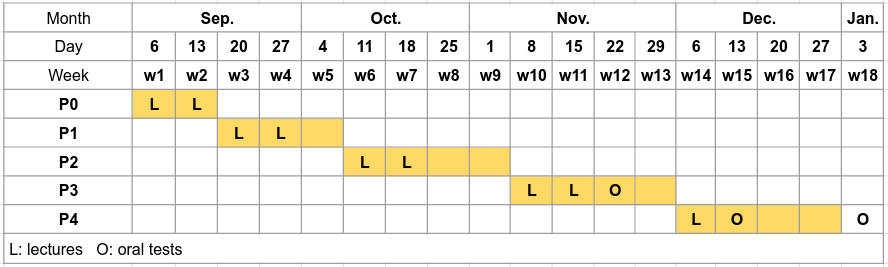 Month Sep. Oct. Nov. Dec. Jan.
Day 6 13 20 27 4 11 18 25 1 8 15 22 29 6 13 20 27 3
Week w1 w2 w3 w4 w5 w6 w7 w8 w9 w10 w11 w12 w13 w14 w15 w16 w17 w18
P0 L L
P1 L L
P2 L L
P3 L L O
P4 L O O
L: lectures O: oral tests